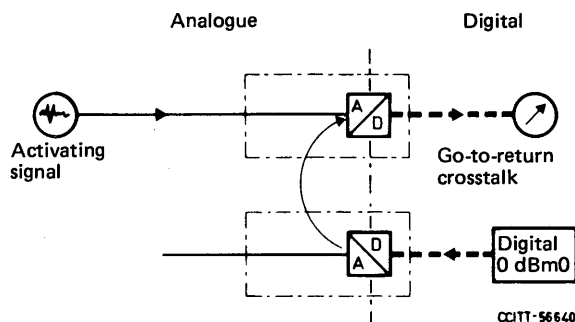 Analogue
Digital
A
D
Activating
signal
Go-to-return
crosstalk
D
A
Digital
0 dBm0
CCITT-56640